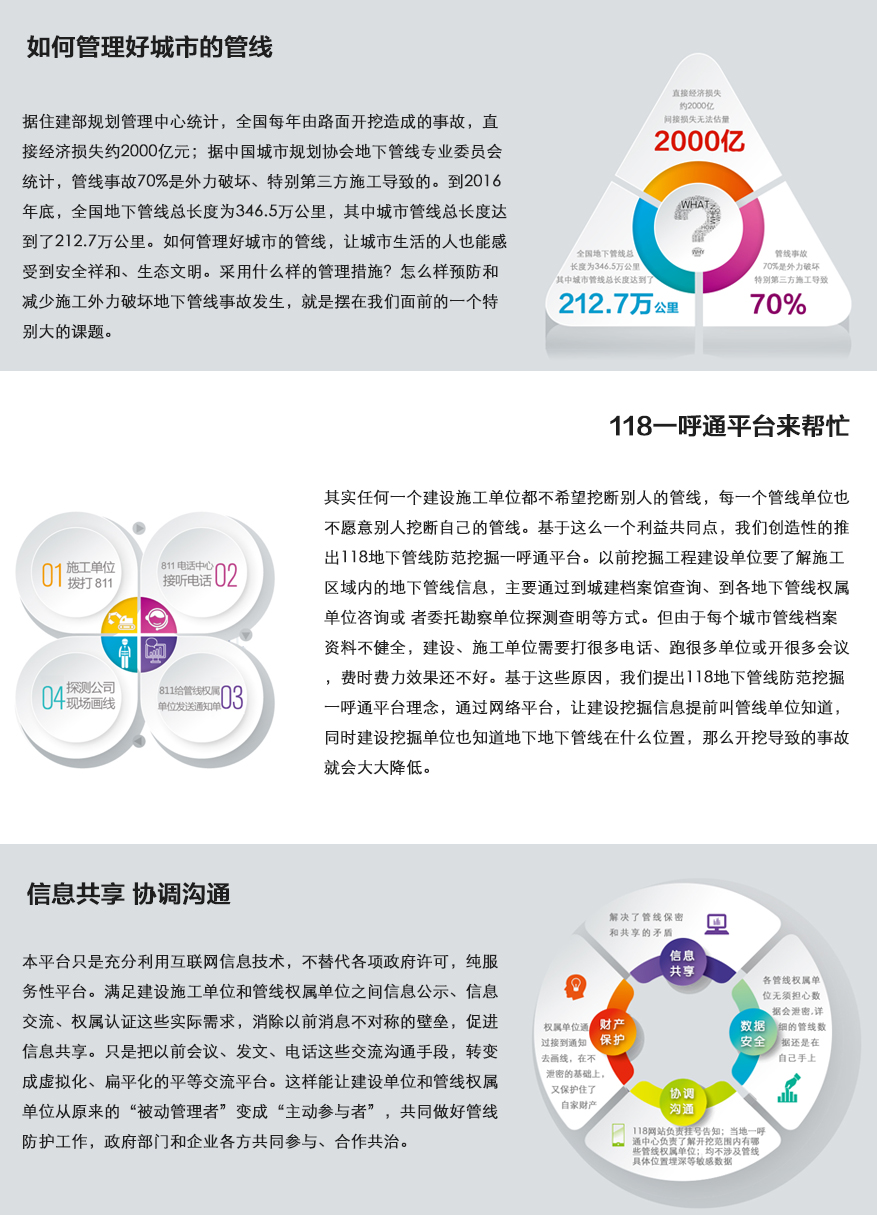 如何管理好城市的管线
据住建部规划管理中心统计，全国每年由路面开挖造成的事故，直
接经济损失约2000亿元；据中国城市规划协会地下管线专业委员会
统计，管线事故70%是外力破坏、特别第三方施工导致的。到2016
年底，全国地下管线总长度为346.5万公里，其中城市管线总长度达
到了212.7万公里。如何管理好城市的管线，让城市生活的人也能感
受到安全祥和、生态文明。采用什么样的管理措施？怎么样预防和
减少施工外力破坏地下管线事故发生，就是摆在我们面前的一个特
别大的课题。
直接经济损失
约2000亿
间接损失无法估量
2000亿
WHAT
?
WHY
全国地下管线总
长度为346.5万公里
其中城市管线总长度达到了
212.7万公里
管线事故
70%是外力破坏
特别第三方施工导致
70%
118一呼通平台来帮忙
其实任何一个建设施工单位都不希望挖断别人的管线，每一个管线单位也
不愿意别人挖断自己的管线。基于这么一个利益共同点，我们创造性的推
出118地下管线防范挖掘一呼通平台。以前挖掘工程建设单位要了解施工
区域内的地下管线信息，主要通过到城建档案馆查询、到各地下管线权属
单位咨询或 者委托勘察单位探测查明等方式。但由于每个城市管线档案
资料不健全，建设、施工单位需要打很多电话、跑很多单位或开很多会议
，费时费力效果还不好。基于这些原因，我们提出118地下管线防范挖掘
一呼通平台理念，通过网络平台，让建设挖掘信息提前叫管线单位知道，
同时建设挖掘单位也知道地下地下管线在什么位置，那么开挖导致的事故
就会大大降低。
01 施工单位
拨打 811
811 电话中心
接听电话 02
04 探测公司
现场画线
811给管线权属
单位发送通知单 03
信息共享 协调沟通
本平台只是充分利用互联网信息技术，不替代各项政府许可，纯服
务性平台。满足建设施工单位和管线权属单位之间信息公示、信息
交流、权属认证这些实际需求，消除以前消息不对称的壁垒，促进
信息共享。只是把以前会议、发文、电话这些交流沟通手段，转变
成虚拟化、扁平化的平等交流平台。这样能让建设单位和管线权属
单位从原来的“被动管理者”变成“主动参与者”，共同做好管线
防护工作，政府部门和企业各方共同参与、合作共治。
解决了管线保密
和共享的矛盾
信息
共享
各管线权属单
位无须担心数
据会泄密.详
细的管线数
据还是在
自己手上
数据
安全
权属单位通
过接到通知
去画线，在不
泄密的基础上，
又保护住了
自家财产
财产
保护
协调
沟通
118网站负责挂号告知；当地一呼
通中心负责了解开挖范围内有哪
些管线权属单位；均不涉及管线
具体位置埋深等敏感数据